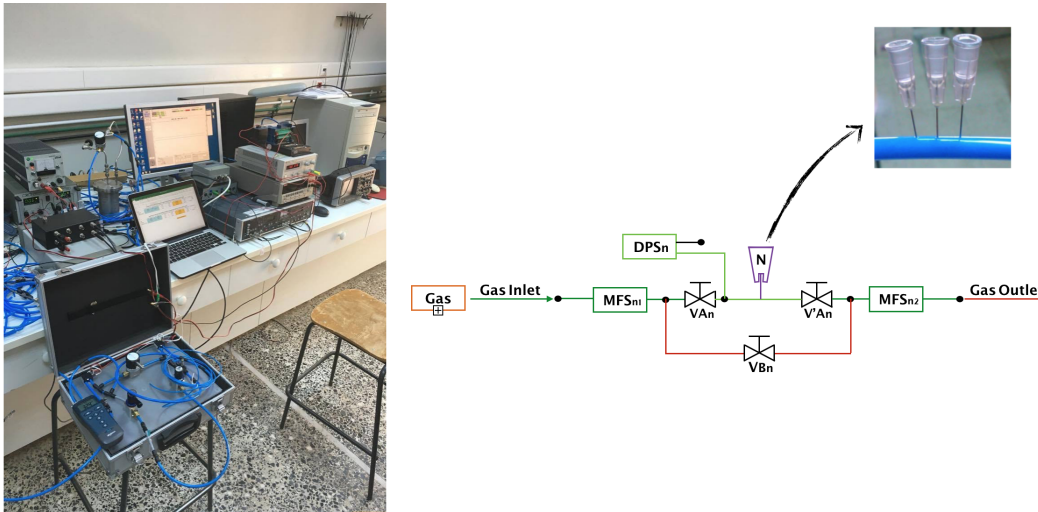 DPSn
N
Gas
Gas Inlet
MFSn1
VAn
V'An
MFSn2
Gas Outle
VBn